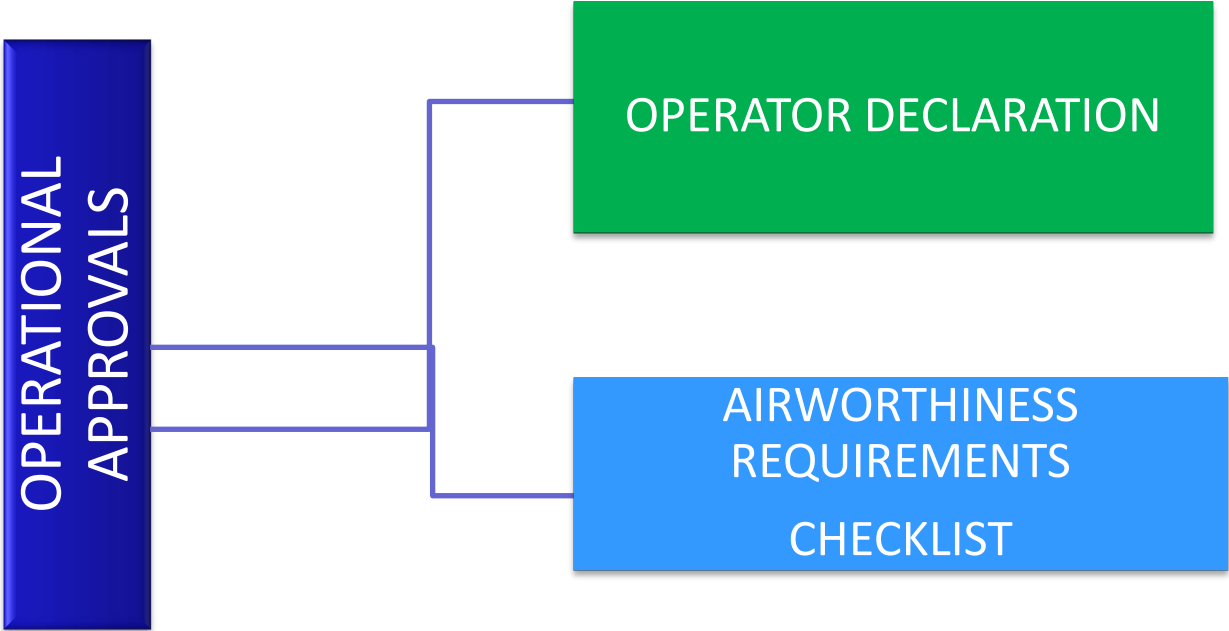 OPERATIONAL
APPROVALS
OPERATOR DECLARATION
AIRWORTHINESS
REQUIREMENTS
CHECKLIST